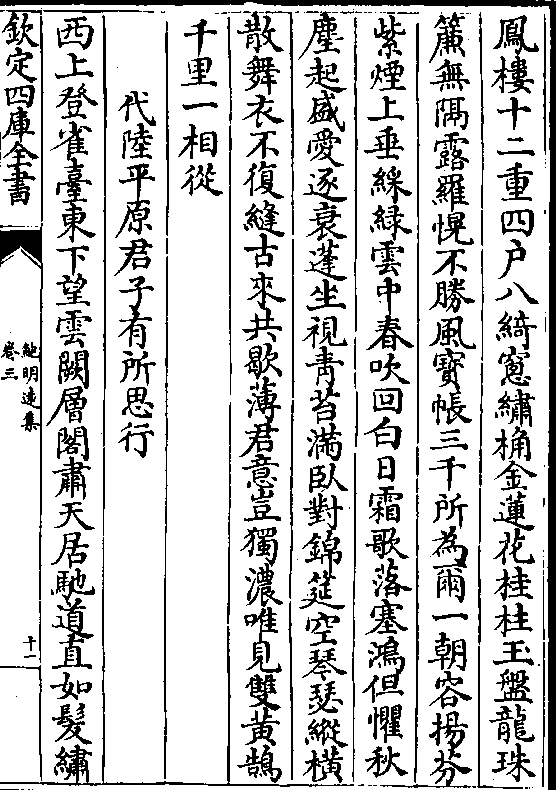 鳳樓十二重四户八綺窻繡桷金蓮花桂柱玉盤龍珠
簾無隔露羅幌不勝風寳帳三千所為爾一朝容揚芬
紫煙上垂綵緑雲中春吹回白日霜歌落塞鴻但懼秋
塵起盛愛逐衰蓬坐視青苔滿臥對錦筵空琴瑟縱橫
散舞衣不復縫古來共歇薄君意豈獨濃唯見雙黃鵠
千里一相從
代陸平原君子有所思行
西上登雀臺東下望雲闕層閣肅天居馳道直如髮繡
欽定四庫全書
鮑明遠集
卷三
十二